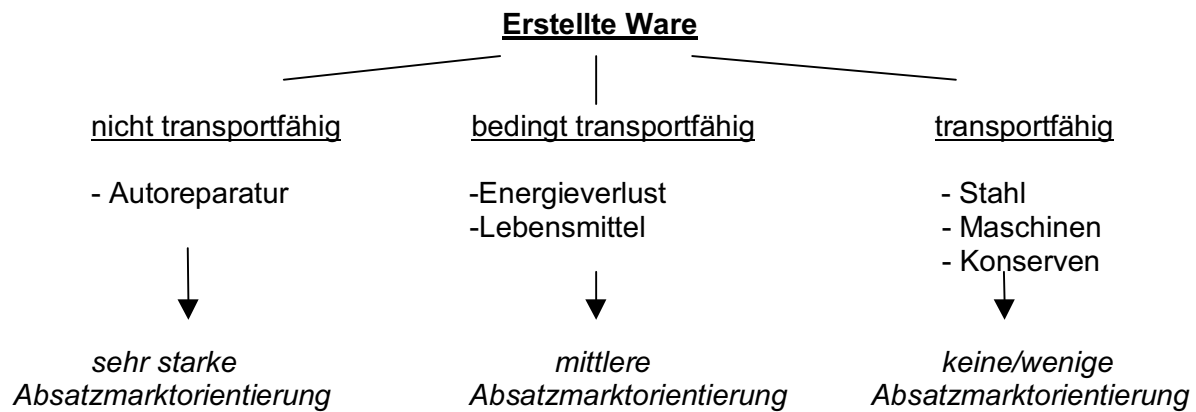 Erstellte Ware
nicht transportfähig
- Autoreparatur
sehr starke
Absatzmarktorientierung
bedingt transportfähig
-Energieverlust
-Lebensmittel
mittlere
Absatzmarktorientierung
transportfähig
- Stahl
- Maschinen
- Konserven
keine/wenige
Absatzmarktorientierung